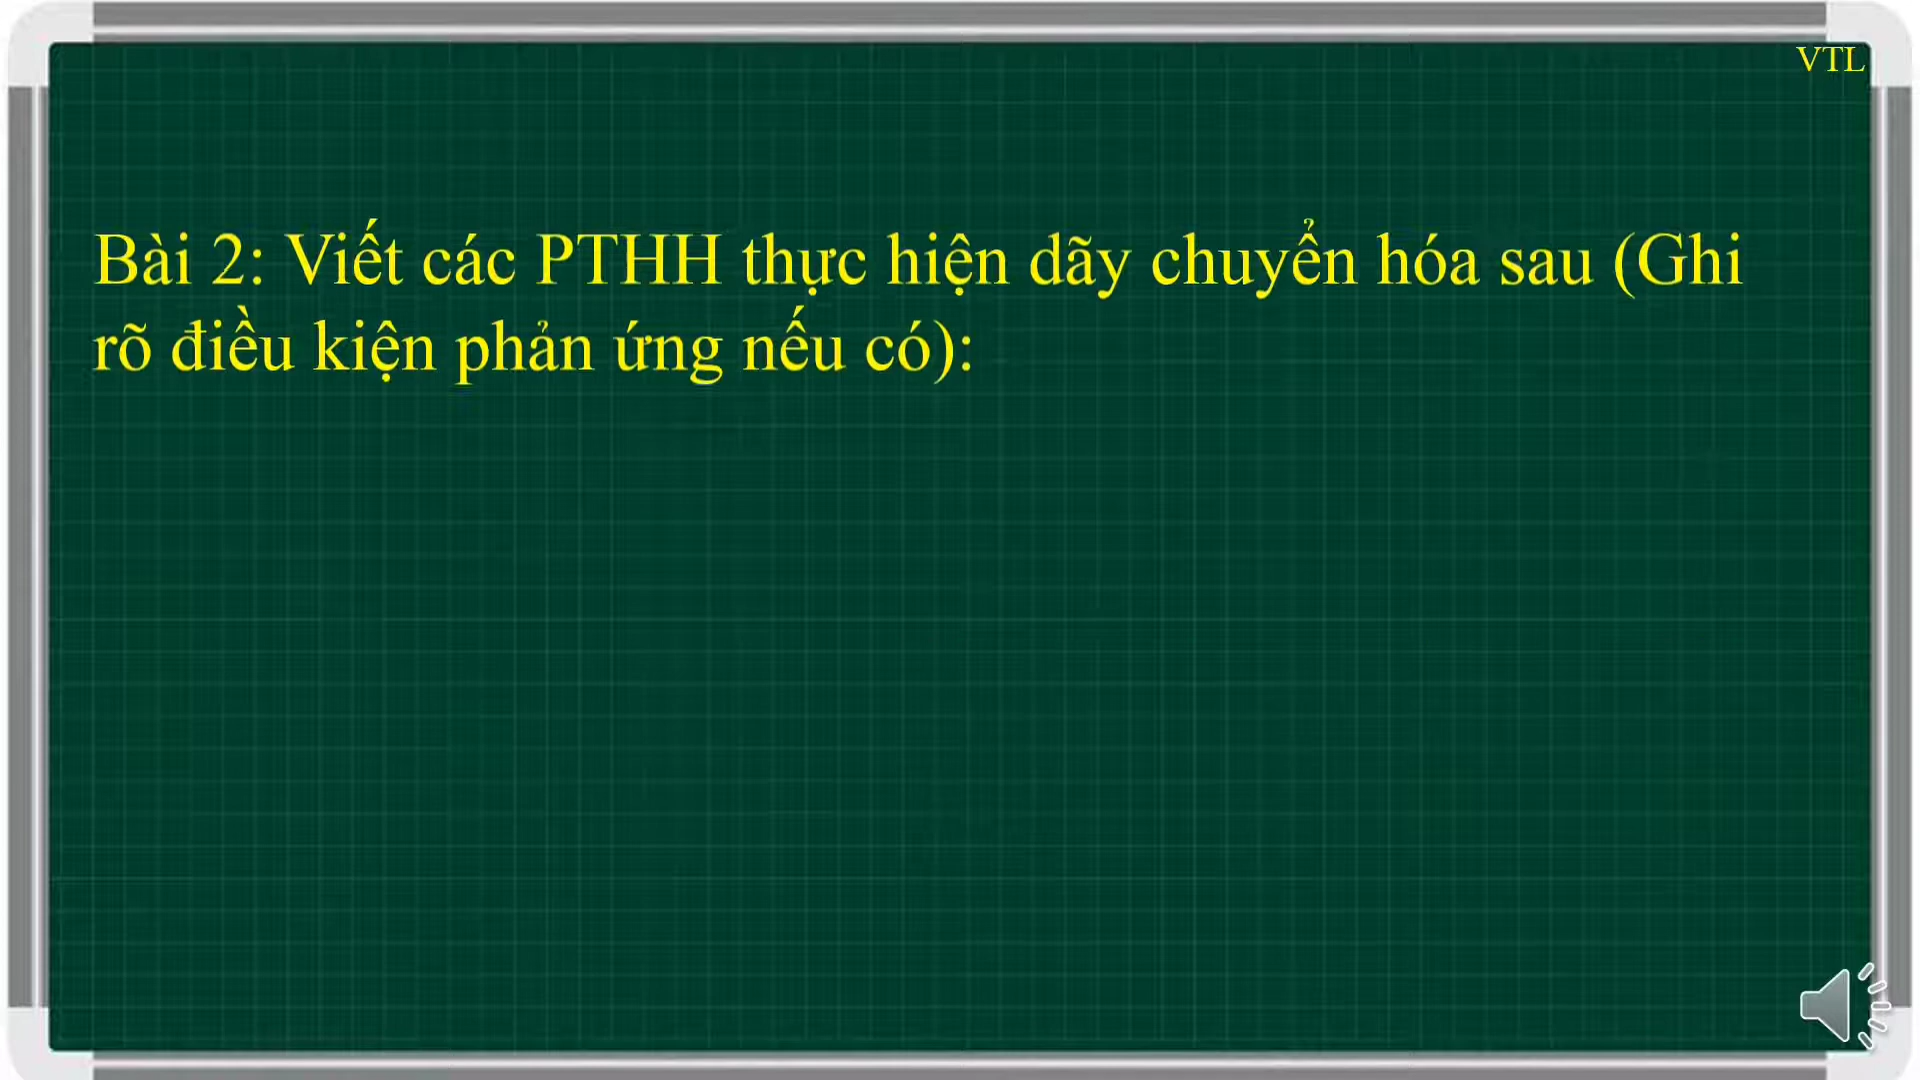 VTL
Bài 2: Viết các PTHH thực hiện dãy chuyển hóa sau (Ghi
rõ điều kiện phản ứng nếu có):